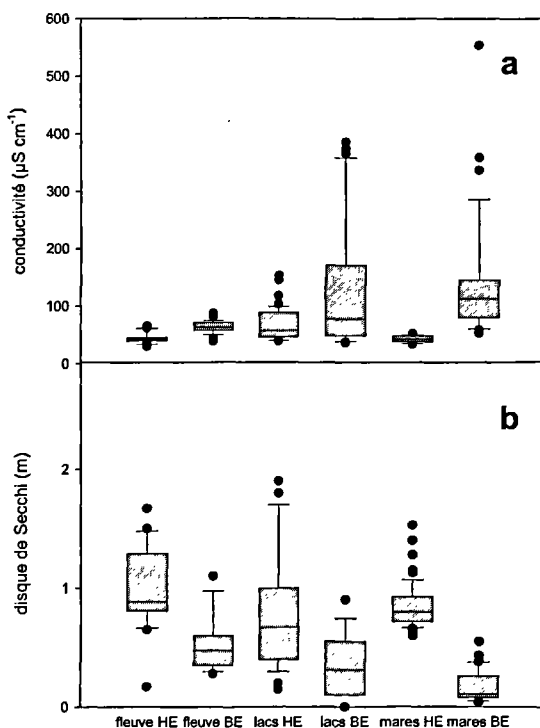 600
a
500
400
300
200
100
0
conductivité (µS cm⁻¹)
b
2
1
0
disque de Secchi (m)
fleuve HE fleuve BE lacs HE lacs BE mares HE mares BE